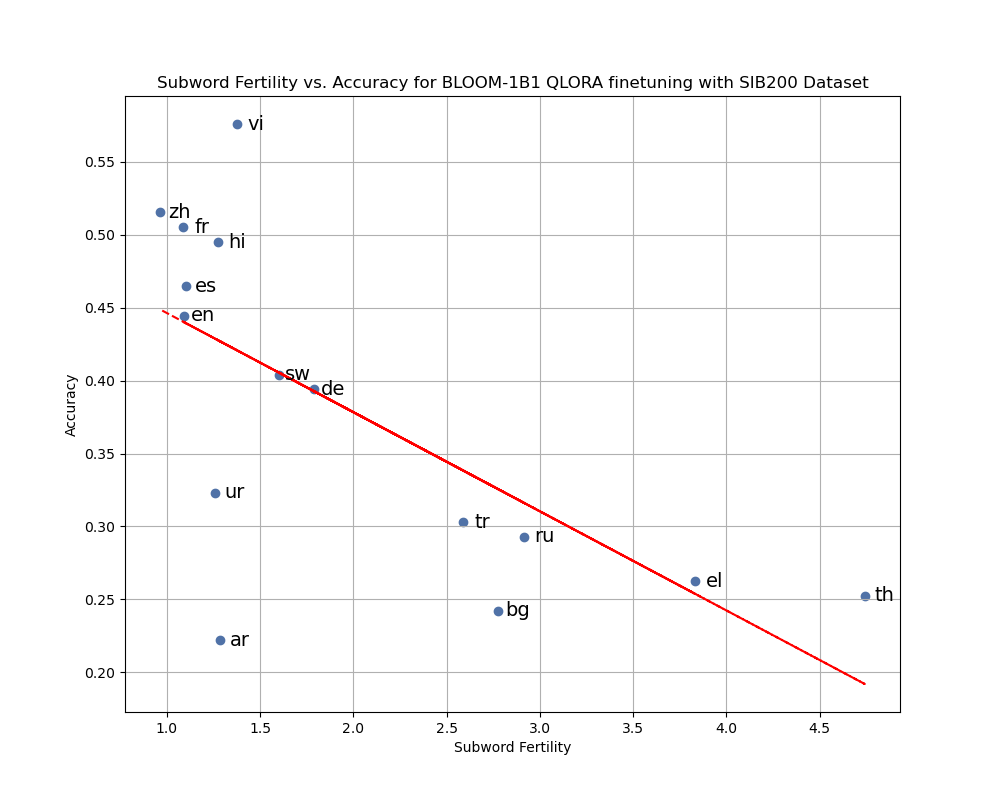 Subword Fertility vs. Accuracy for BLOOM-1B1 QLORA finetuning with SIB200 Dataset
vi
0.55
zh
fr
0.50
hi
es
0.45
en
0.40
sw
de
Accuracy
0.35
ur
tr
0.30
ru
el
0.25
th
bg
ar
0.20
1.0 1.5 2.0 2.5 3.0 3.5 4.0 4.5
Subword Fertility